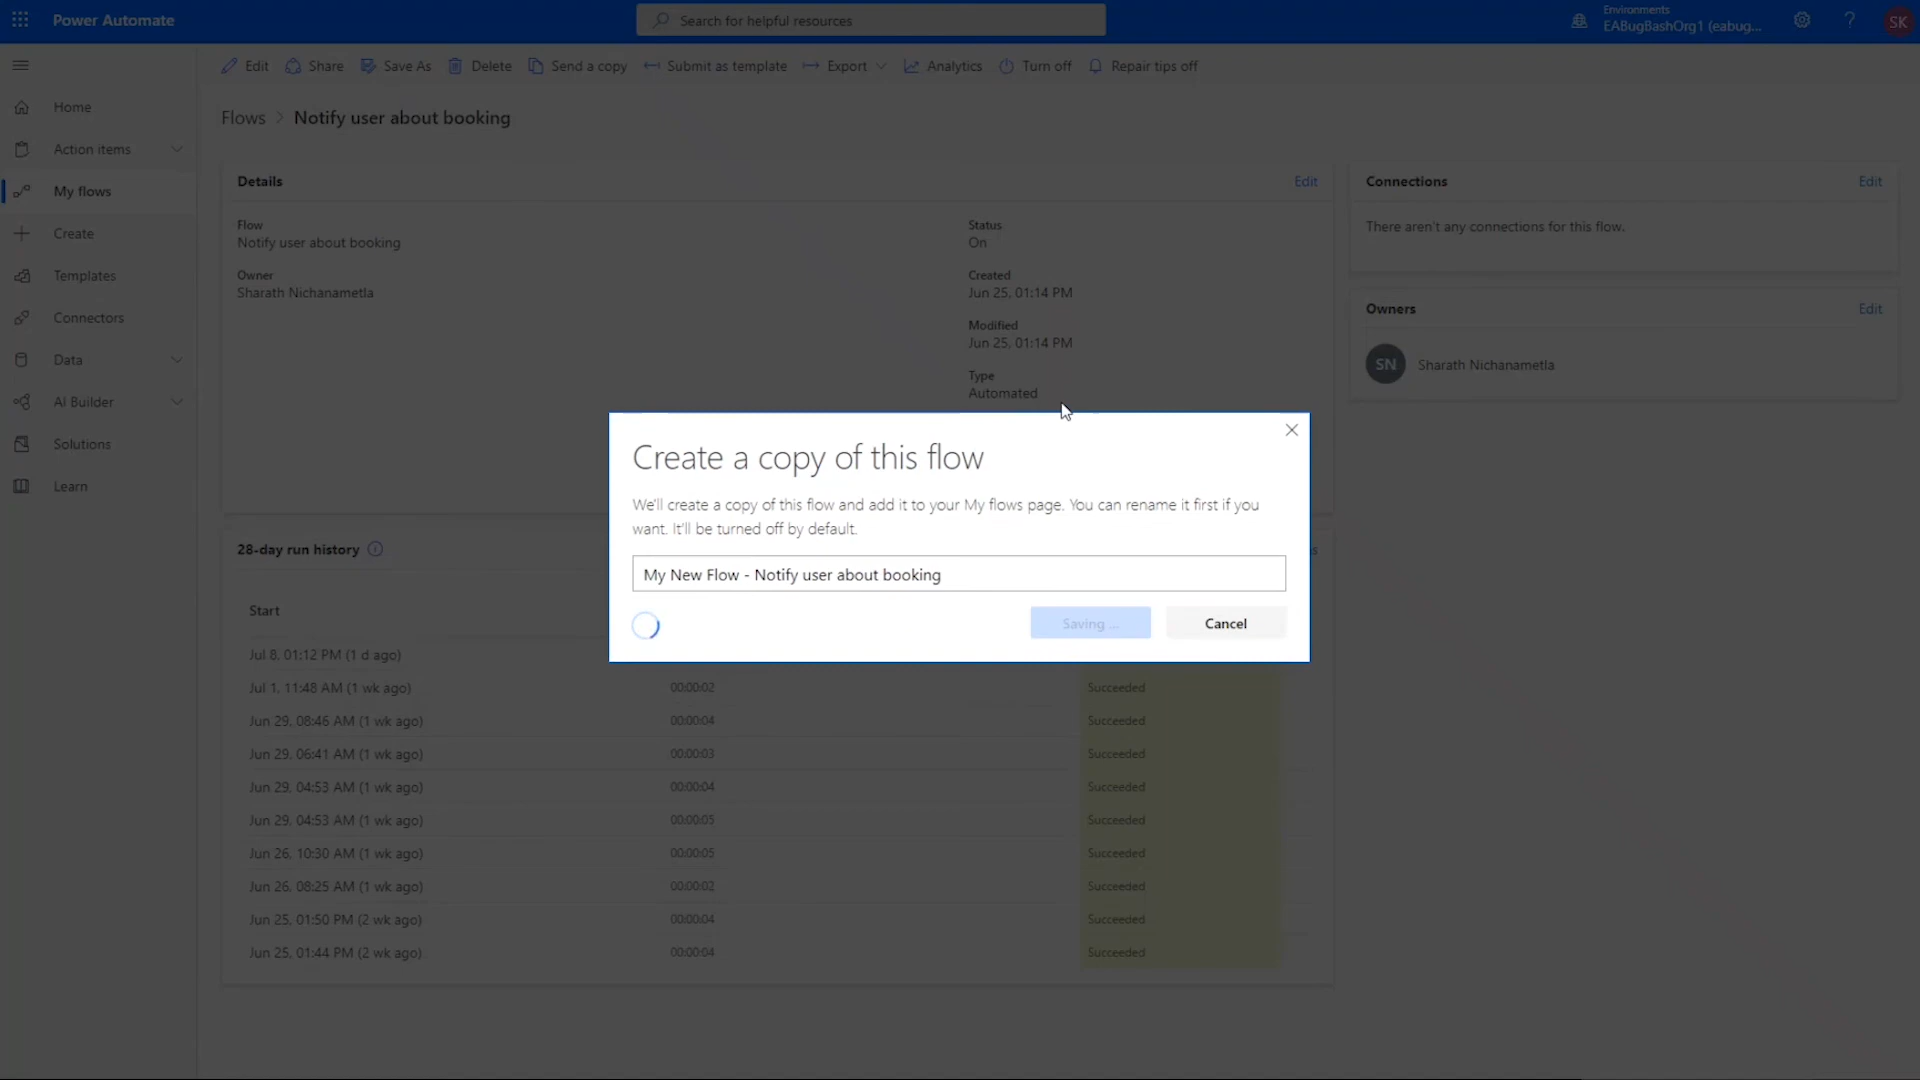 Power Automate
Search for helpful resources
Environments
EABugBashOrg1 (eabug...
SK
Edit Share Save As Delete Send a copy Submit as template Export Analytics Turn off Repair tips off
Home
Action items
My flows
Create
Templates
Connectors
Data
AI Builder
Solutions
Learn
Flows > Notify user about booking
Details Edit
Flow
Notify user about booking
Owner
Sharath Nichanametla
Status
On
Created
Jun 25, 01:14 PM
Modified
Jun 25, 01:14 PM
Type
Automated
Connections Edit
There aren't any connections for this flow.
Owners Edit
SN Sharath Nichanametla
Create a copy of this flow
We'll create a copy of this flow and add it to your My flows page. You can rename it first if you
want. It'll be turned off by default.
My New Flow - Notify user about booking
Saving ... Cancel
28-day run history
Start
Jul 8, 01:12 PM (1 d ago)
Jul 1, 11:48 AM (1 wk ago) 00:00:02 Succeeded
Jun 29, 08:46 AM (1 wk ago) 00:00:04 Succeeded
Jun 29, 06:41 AM (1 wk ago) 00:00:03 Succeeded
Jun 29, 04:53 AM (1 wk ago) 00:00:04 Succeeded
Jun 29, 04:53 AM (1 wk ago) 00:00:05 Succeeded
Jun 26, 10:30 AM (1 wk ago) 00:00:05 Succeeded
Jun 26, 08:25 AM (1 wk ago) 00:00:02 Succeeded
Jun 25, 01:50 PM (2 wk ago) 00:00:04 Succeeded
Jun 25, 01:44 PM (2 wk ago) 00:00:04 Succeeded